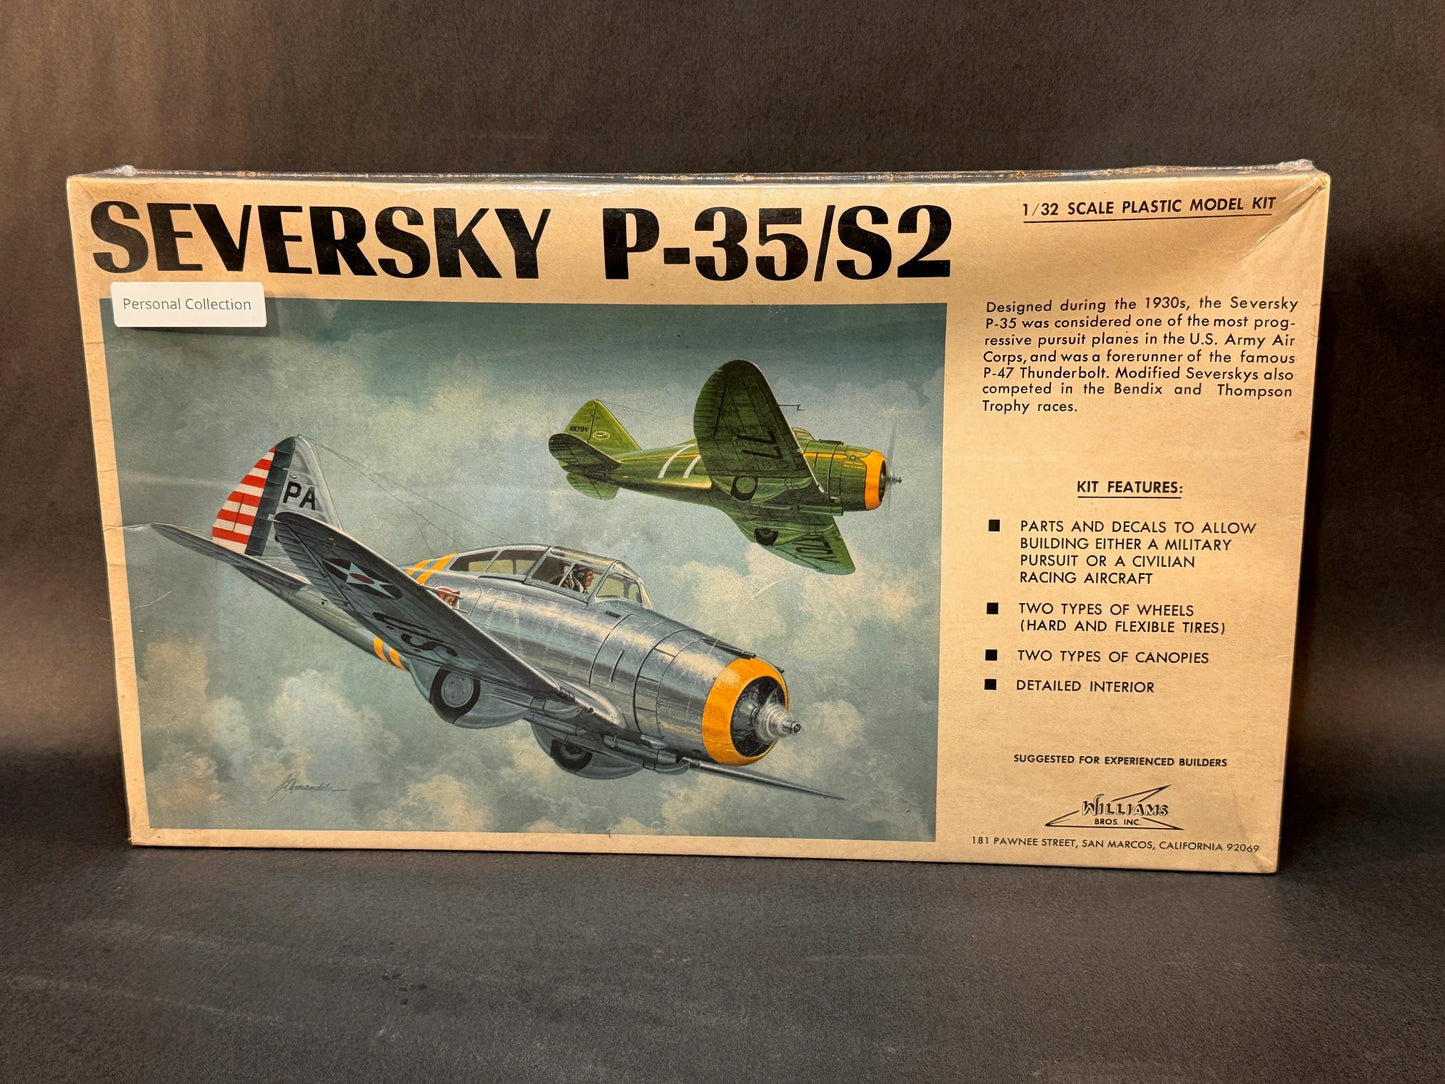 SEVERSKY P-35/S2
1/32 SCALE PLASTIC MODEL KIT
Personal Collection
Designed during the 1930s, the Seversky
P-35 was considered one of the most prog-
ressive pursuit planes in the U.S. Army Air
Corps, and was a forerunner of the famous
P-47 Thunderbolt. Modified Severskys also
competed in the Bendix and Thompson
Trophy races.
KIT FEATURES:
PARTS AND DECALS TO ALLOW
BUILDING EITHER A MILITARY
PURSUIT OR A CIVILIAN
RACING AIRCRAFT
TWO TYPES OF WHEELS
(HARD AND FLEXIBLE TIRES)
TWO TYPES OF CANOPIES
DETAILED INTERIOR
SUGGESTED FOR EXPERIENCED BUILDERS
WILLIAMS
BROS. INC.
181 PAWNEE STREET, SAN MARCOS, CALIFORNIA 92069
77
77
PA
US